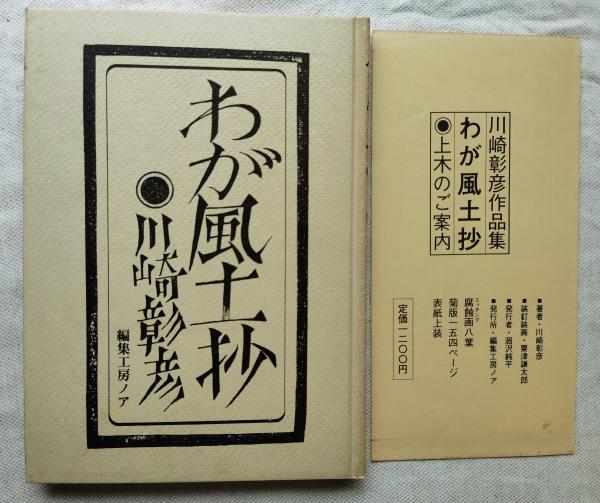 わが風土抄
◉川崎彰彦
編集工房ノア
川崎彰彦作品集
わが風土抄
◉上木のご案内
■著者・川崎彰彦
■装釘装画・粟津謙太郎
■発行者・涸沢純平
■発行所・編集工房ノア
エッチング
腐蝕画八葉
菊版一五四ページ
表紙上装
定価一二〇〇円